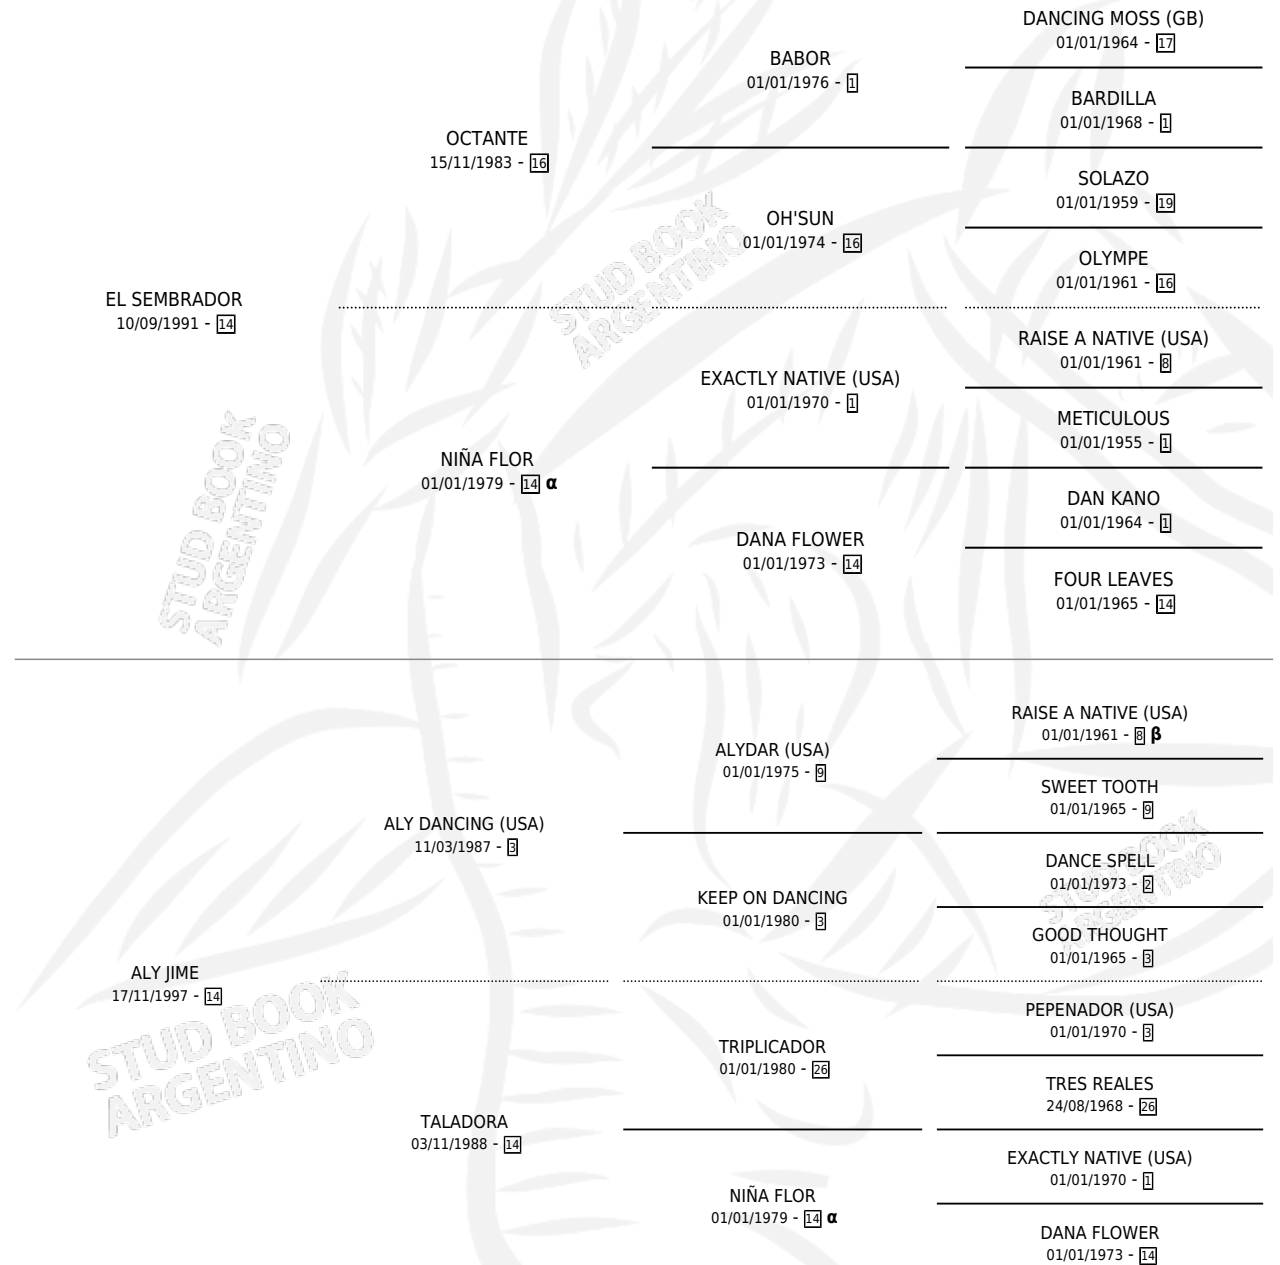 DANCING MOSS (GB)
01/01/1964 - 17
BABOR
01/01/1976 - 1
BARDILLA
01/01/1968 - 1
OCTANTE
15/11/1983 - 16
SOLAZO
01/01/1959 - 19
OH'SUN
01/01/1974 - 16
OLYMPE
01/01/1961 - 16
EL SEMBRADOR
10/09/1991 - 14
RAISE A NATIVE (USA)
01/01/1961 - 8
EXACTLY NATIVE (USA)
01/01/1970 - 1
METICULOUS
01/01/1955 - 1
NIÑA FLOR
01/01/1979 - 14 α
DAN KANO
01/01/1964 - 1
DANA FLOWER
01/01/1973 - 14
FOUR LEAVES
01/01/1965 - 14
STUD BOOK
ARGENTINO
STUD BOOK
ARGENTINO
RAISE A NATIVE (USA)
01/01/1961 - 8 β
ALYDAR (USA)
01/01/1975 - 9
SWEET TOOTH
01/01/1965 - 9
ALY DANCING (USA)
11/03/1987 - 3
DANCE SPELL
01/01/1973 - 2
KEEP ON DANCING
01/01/1980 - 3
GOOD THOUGHT
01/01/1965 - 3
ALY JIME
17/11/1997 - 14
PEPENADOR (USA)
01/01/1970 - 3
TRIPLICADOR
01/01/1980 - 26
TRES REALES
24/08/1968 - 26
TALADORA
03/11/1988 - 14
EXACTLY NATIVE (USA)
01/01/1970 - 1
NIÑA FLOR
01/01/1979 - 14 α
DANA FLOWER
01/01/1973 - 14
STUD BOOK
ARGENTINO
STUD BOOK
ARGENTINO